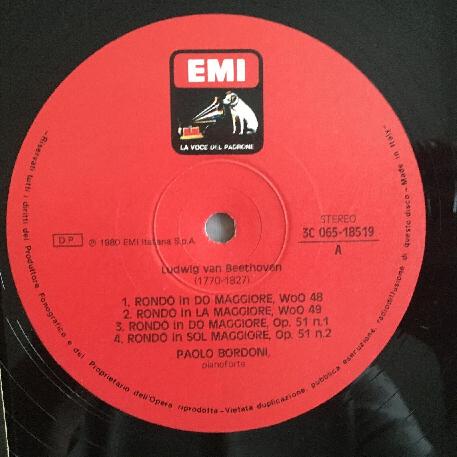 EMI
LA VOCE DEL PADRONE
STEREO
3C 065-18519
A
D.P.
℗ 1980 EMI Italiana S.p.A.
Ludwig van Beethoven
(1770-1827)
1. RONDÒ in DO MAGGIORE, WoO 48
2. RONDÒ in LA MAGGIORE, WoO 49
3. RONDÒ in DO MAGGIORE, Op. 51 n.1
4. RONDÒ in SOL MAGGIORE, Op. 51 n.2
PAOLO BORDONI,
pianoforte
-Riservati tutti i diritti del Produttore Fonografico e del Proprietario dell'Opera riprodotta-Vietata duplicazione, pubblica esecuzione, radiodiffusione di questo disco- Made in Italy-